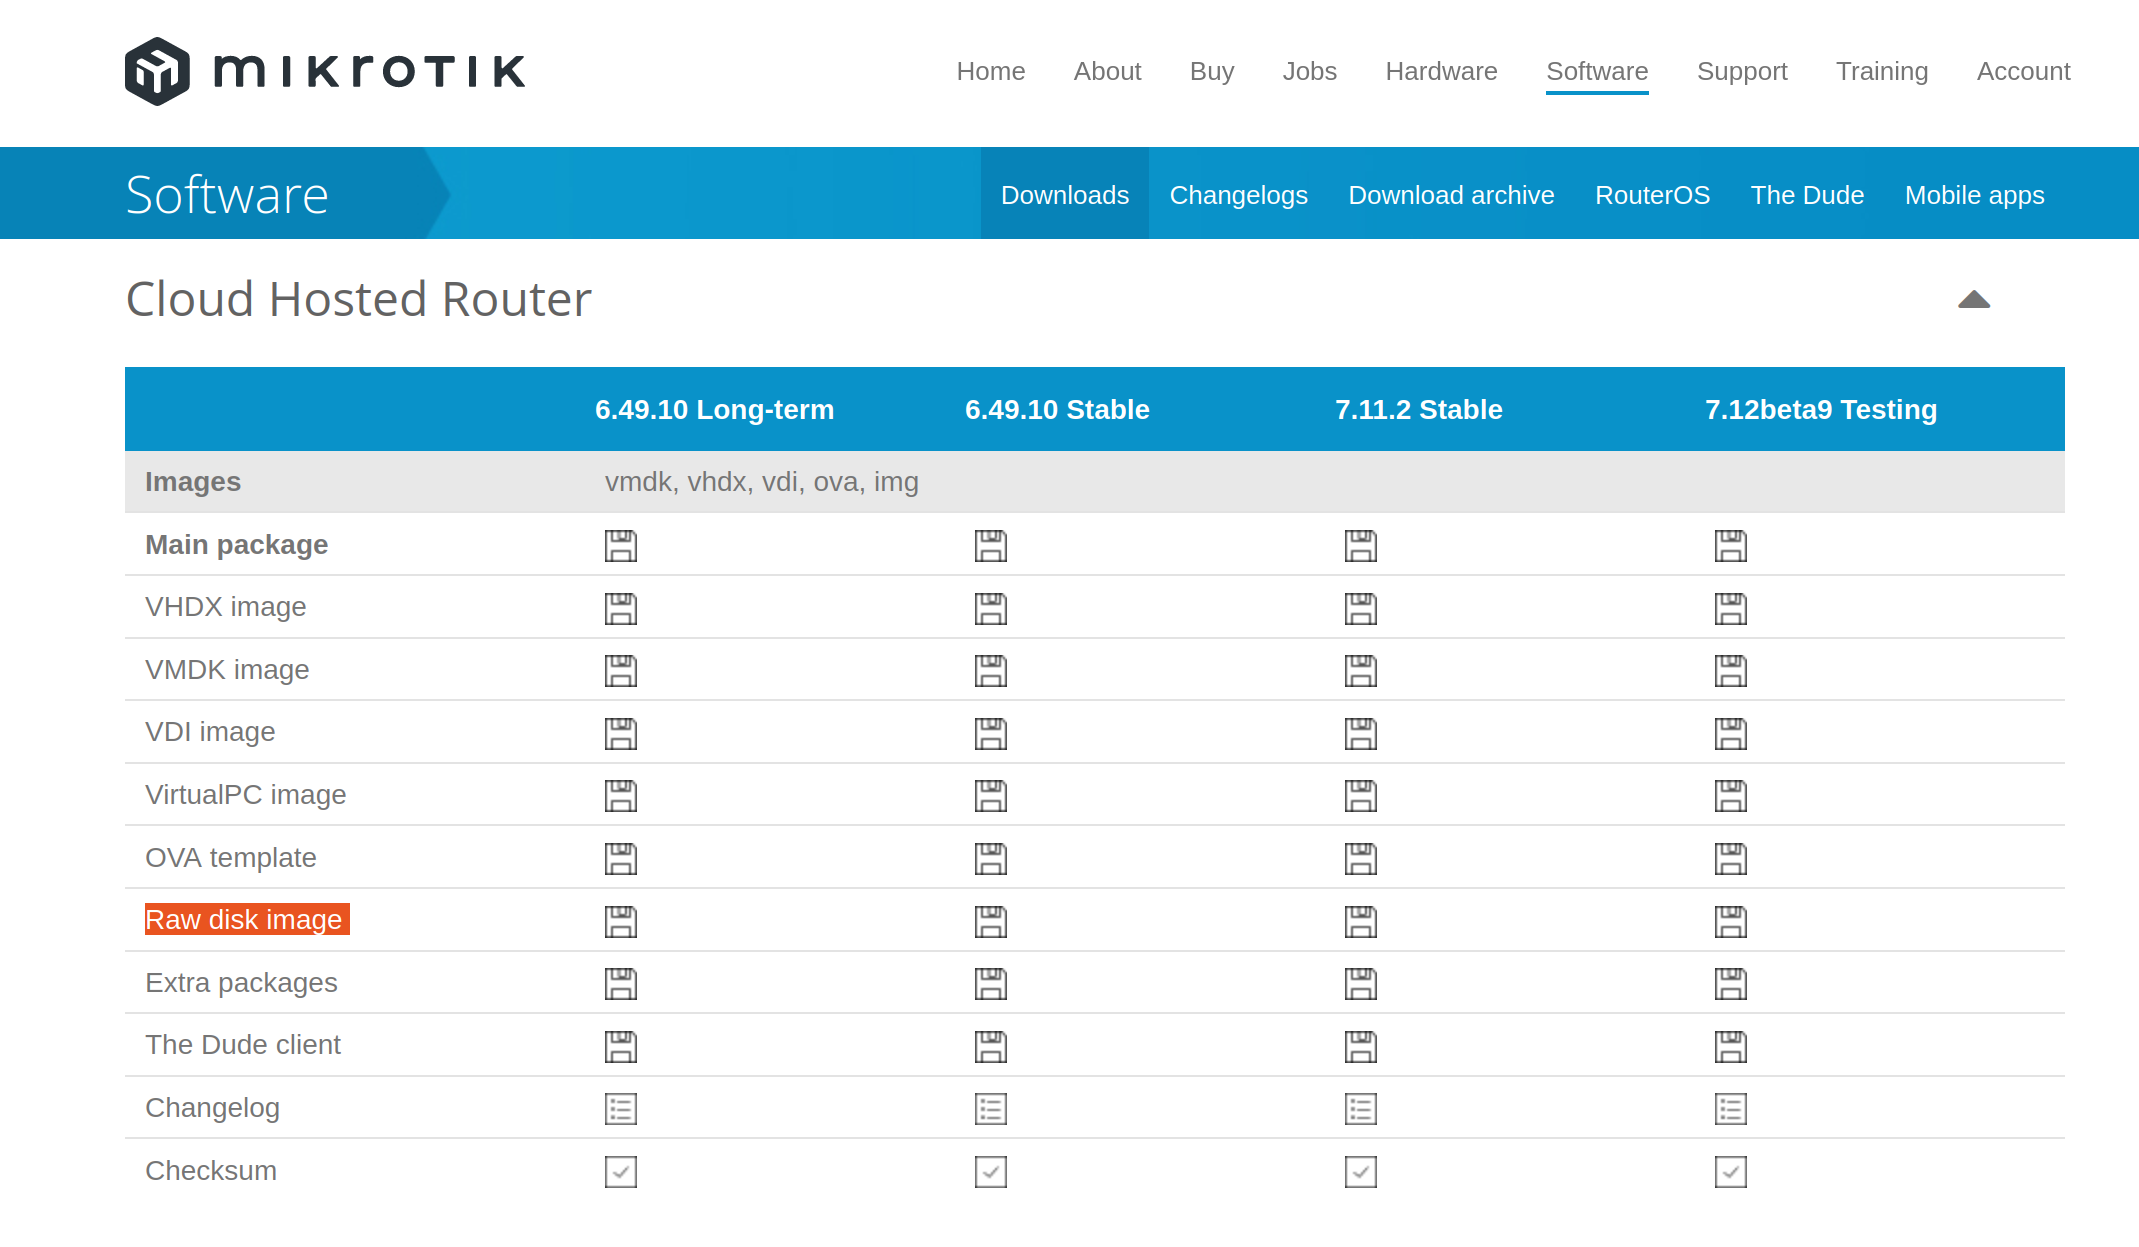 mikrotik
Home About Buy Jobs Hardware Software Support Training Account
Software
Downloads Changelogs Download archive RouterOS The Dude Mobile apps
Cloud Hosted Router
6.49.10 Long-term 6.49.10 Stable 7.11.2 Stable 7.12beta9 Testing
Images vmdk, vhdx, vdi, ova, img
Main package
VHDX image
VMDK image
VDI image
VirtualPC image
OVA template
Raw disk image
Extra packages
The Dude client
Changelog
Checksum